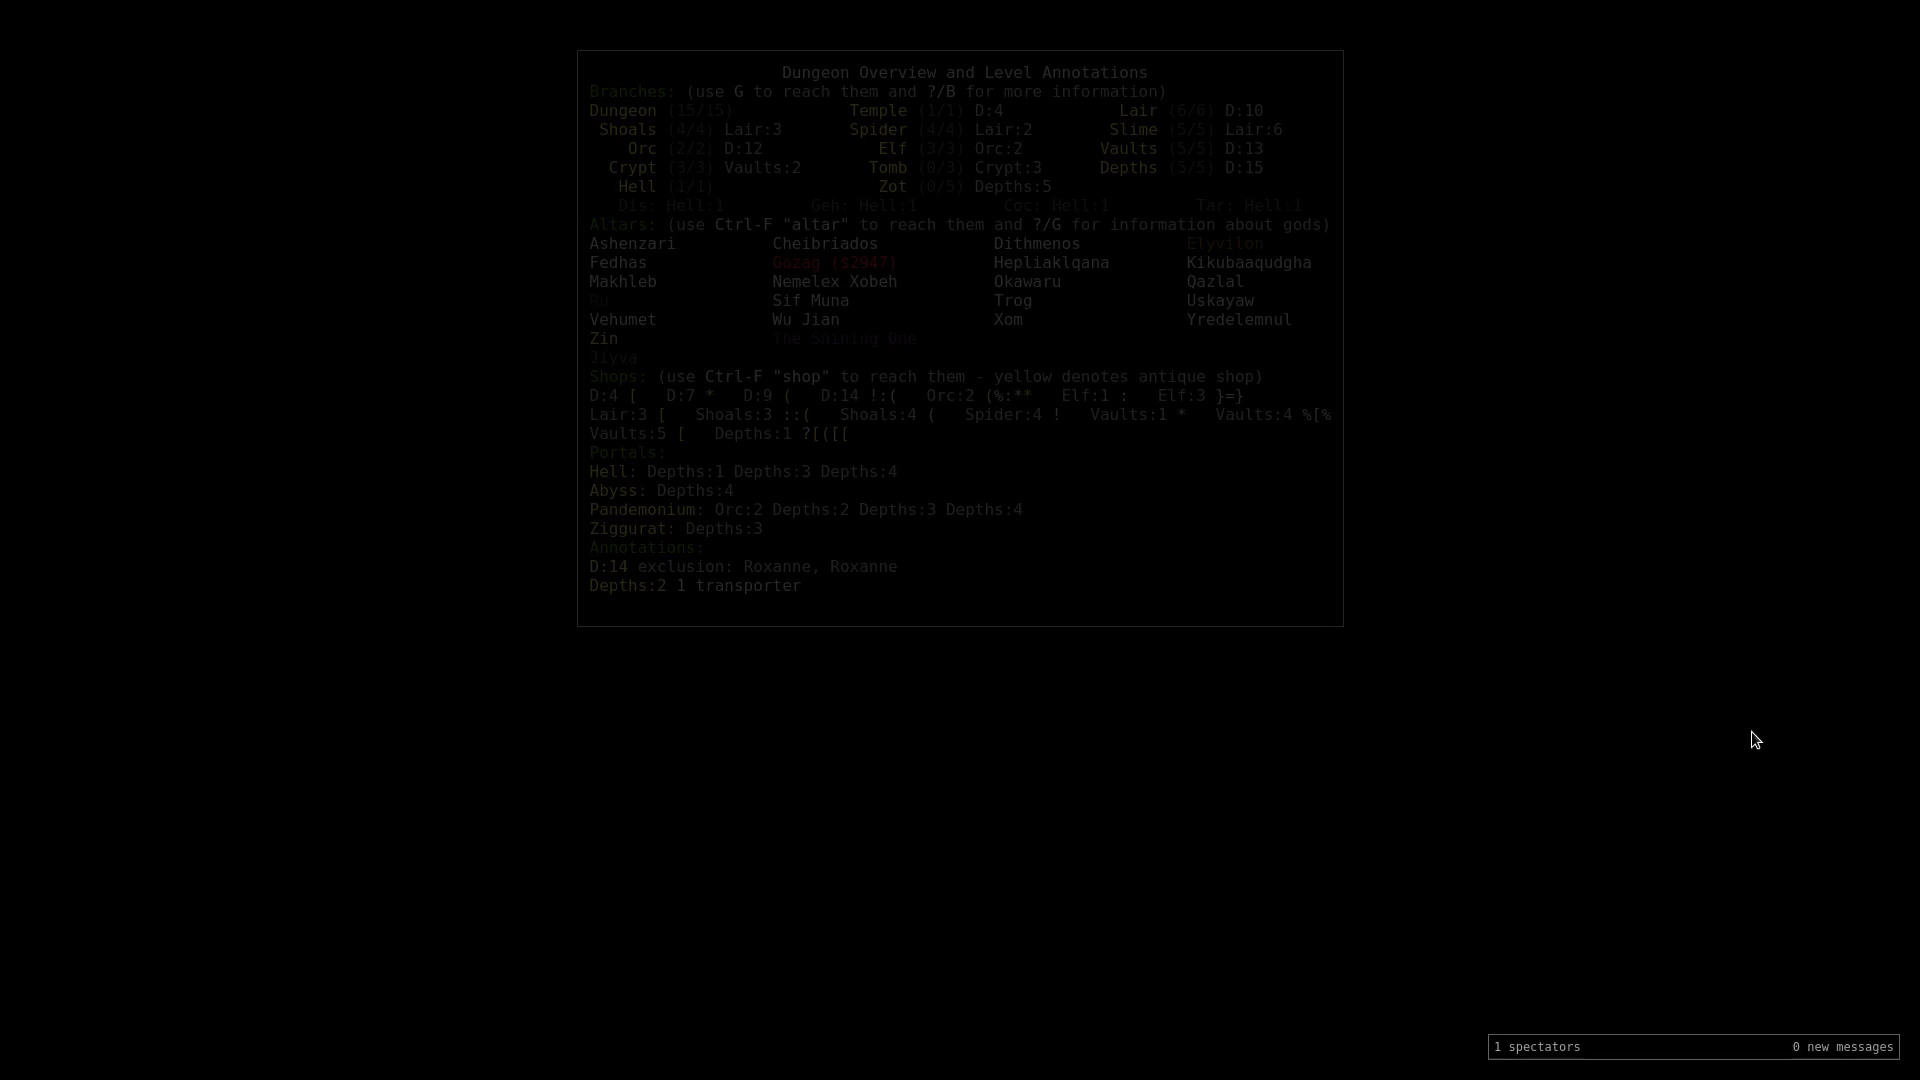 Dungeon Overview and Level Annotations
Branches: (use G to reach them and ?/B for more information)
Dungeon (15/15) Temple (1/1) D:4 Lair (6/6) D:10
Shoals (4/4) Lair:3 Spider (4/4) Lair:2 Slime (5/5) Lair:6
Orc (2/2) D:12 Elf (3/3) Orc:2 Vaults (5/5) D:13
Crypt (3/3) Vaults:2 Tomb (0/3) Crypt:3 Depths (5/5) D:15
Hell (1/1) Zot (0/5) Depths:5
Dis: Hell:1 Geh: Hell:1 Coc: Hell:1 Tar: Hell:1
Altars: (use Ctrl-F "altar" to reach them and ?/G for information about gods)
Ashenzari Cheibriados Dithmenos Elyvilon
Fedhas Gozag ($2947) Hepliaklqana Kikubaaqudgha
Makhleb Nemelex Xobeh Okawaru Qazlal
Ru Sif Muna Trog Uskayaw
Vehumet Wu Jian Xom Yredelemnul
Zin The Shining One
Jiyva
Shops: (use Ctrl-F "shop" to reach them - yellow denotes antique shop)
D:4 [ D:7 * D:9 ( D:14 !:( Orc:2 (%:** Elf:1 : Elf:3 }=}
Lair:3 [ Shoals:3 ::( Shoals:4 ( Spider:4 ! Vaults:1 * Vaults:4 %[%
Vaults:5 [ Depths:1 ?[([[
Portals:
Hell: Depths:1 Depths:3 Depths:4
Abyss: Depths:4
Pandemonium: Orc:2 Depths:2 Depths:3 Depths:4
Ziggurat: Depths:3
Annotations:
D:14 exclusion: Roxanne, Roxanne
Depths:2 1 transporter
1 spectators 0 new messages